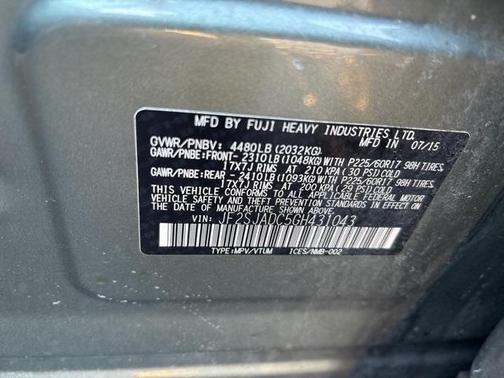 MFD BY FUJI HEAVY INDUSTRIES LTD.
MFD IN 07/15
GVWR/PNBV: 4480LB (2032KG)
GAWR/PNBE:FRONT- 2310LB(1048KG)WITH P225/60R17 98H TIRES,
17X7J RIMS AT 210 KPA(30 PSI)COLD
GAWR/PNBE:REAR - 2410LB(1093KG)WITH P225/60R17 98H TIRES,
17X7J RIMS AT 200 KPA(29 PSI)COLD
THIS VEHICLE CONFORMS TO ALL APPLICABLE FEDERAL MOTOR
VEHICLE SAFETY STANDARDS IN EFFECT ON THE DATE OF
MANUFACTURE SHOWN ABOVE.
VIN: JF2SJADC5GH431043
TYPE:MPV/VTUM ICES/NMB-002